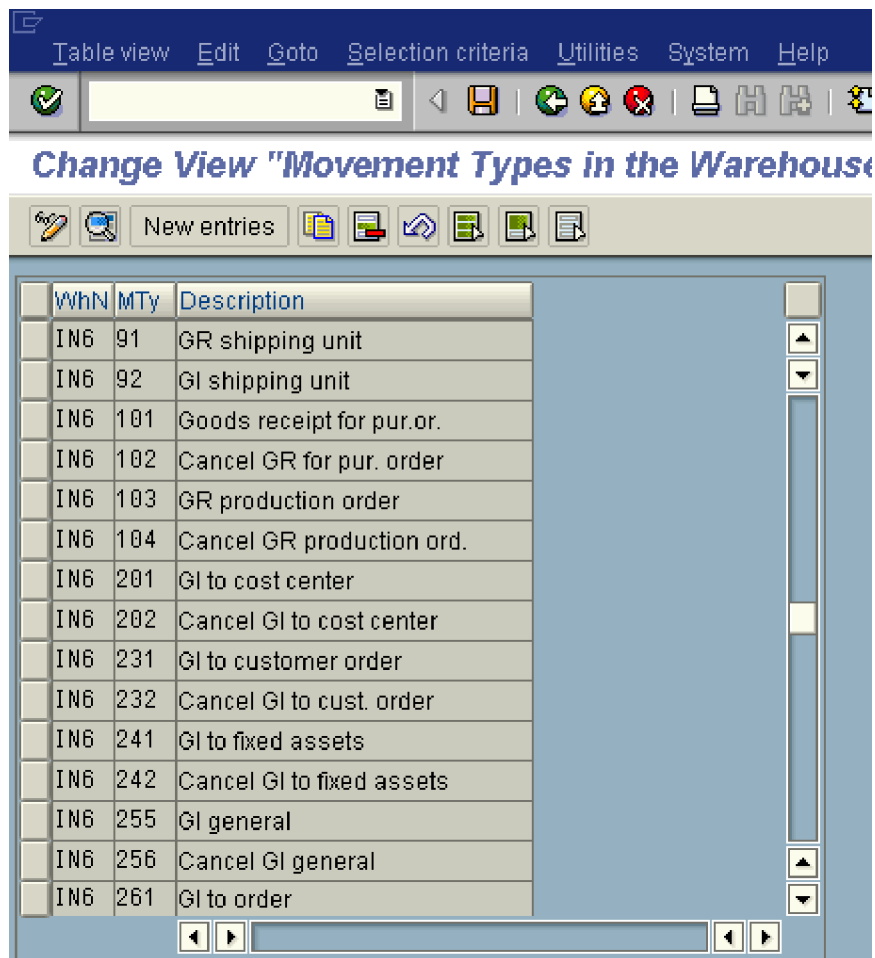 Table view Edit Goto Selection criteria Utilities System Help
Change View "Movement Types in the Warehouse
New entries
WhN MTy Description
IN6 91 GR shipping unit
IN6 92 GI shipping unit
IN6 101 Goods receipt for pur.or.
IN6 102 Cancel GR for pur. order
IN6 103 GR production order
IN6 104 Cancel GR production ord.
IN6 201 GI to cost center
IN6 202 Cancel GI to cost center
IN6 231 GI to customer order
IN6 232 Cancel GI to cust. order
IN6 241 GI to fixed assets
IN6 242 Cancel GI to fixed assets
IN6 255 GI general
IN6 256 Cancel GI general
IN6 261 GI to order